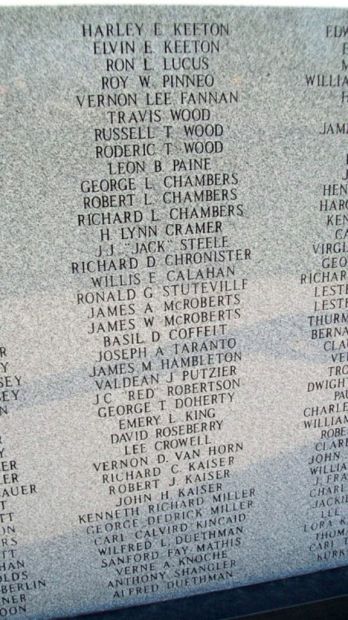 HARLEY E KEETON
ELVIN E. KEETON
RON L. LUCUS
ROY W. PINNEO
VERNON LEE FANNAN
TRAVIS WOOD
RUSSELL T WOOD
RODERIC T. WOOD
LEON B. PAINE
GEORGE L CHAMBERS
ROBERT L. CHAMBERS
RICHARD L. CHAMBERS
H. LYNN CRAMER
J.J. "JACK" STEELE
RICHARD D CHRONISTER
WILLIS E CALAHAN
RONALD G STUTEVILLE
JAMES A McROBERTS
JAMES W McROBERTS
BASIL D COFFEIT
JOSEPH A TARANTO
JAMES M. HAMBLETON
VALDEAN J PUTZIER
J.C "RED" ROBERTSON
GEORGE T DOHERTY
EMERY L. KING
DAVID ROSEBERRY
LEE CROWELL
VERNON D. VAN HORN
RICHARD C. KAISER
ROBERT J. KAISER
JOHN H. KAISER
KENNETH RICHARD MILLER
GEORGE DEDRICK MILLER
CARL CALVIRD KINCAID
WILFRED L DUETHMAN
SANFORD FAY MATHIS
VERNE A. KNOCHE
ANTHONY SHANGLER
ALFRED DUETHMAN